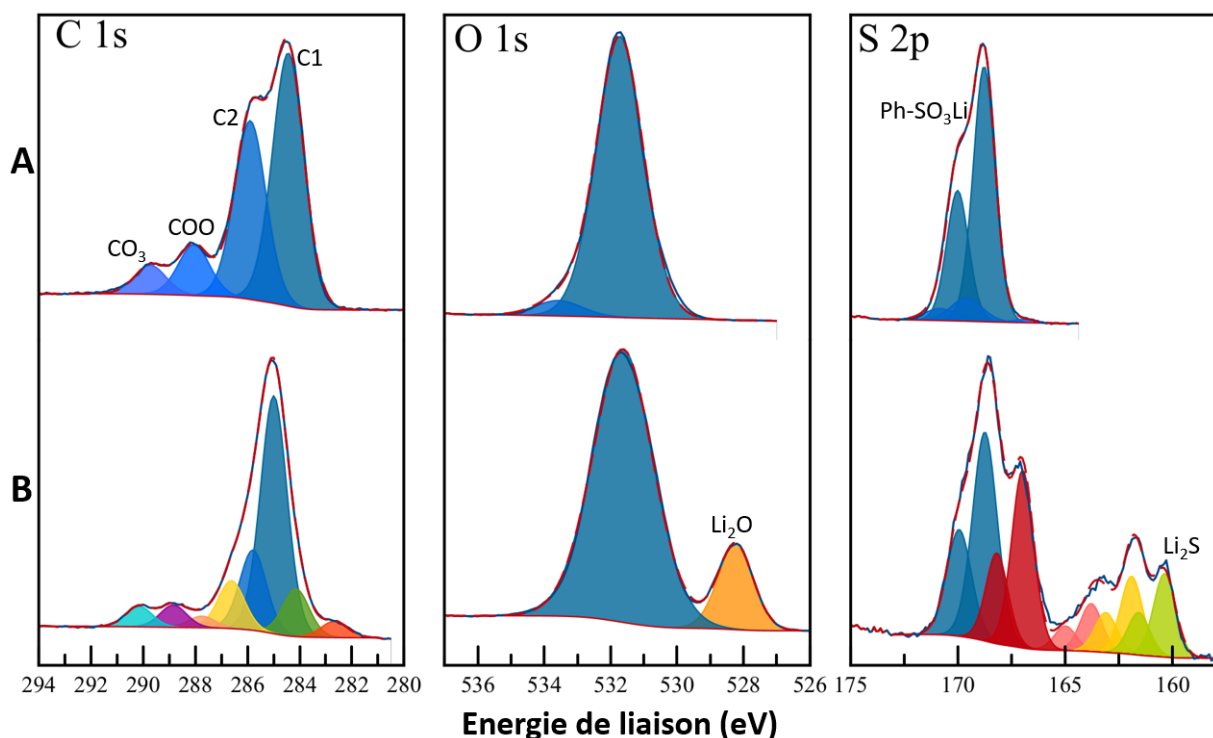 C 1s
O 1s
S 2p
C1
C2
COO
CO₃
Ph-SO₃Li
A
B
Li₂O
Li₂S
294 292 290 288 286 284 282 280
536 534 532 530 528 526
175 170 165 160
Energie de liaison (eV)